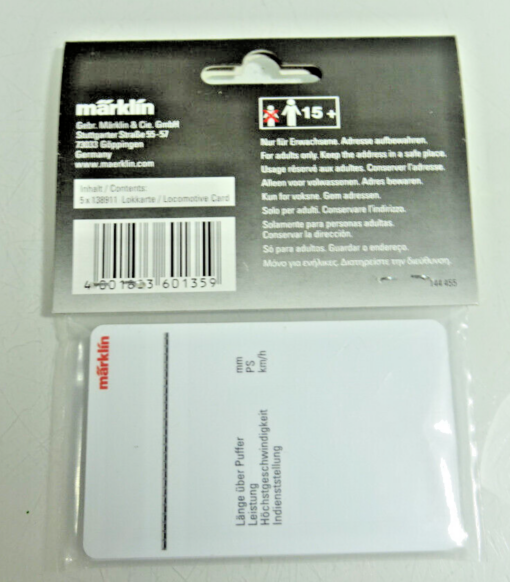 märklin
Gebr. Märklin & Cie. GmbH
Stuttgarter Straße 55-57
73033 Göppingen
Germany
www.maerklin.com
Inhalt / Contents:
5 x 138911 Lokkarte / Locomotive Card
4 001883 601359
15 +
Nur für Erwachsene. Adresse aufbewahren.
For adults only. Keep the address in a safe place.
Usage réservé aux adultes. Conserver l'adresse.
Alleen voor volwassenen. Adres bewaren.
Kun for voksne. Gem adressen.
Solo per adulti. Conservare l'indirizzo.
Solamente para personas adultas.
Conservar la dirección.
Só para adultos. Guardar o endereço.
Μόνο για ενήλικες. Διατηρείστε την διεύθυνση.
144 455
märklin
Länge über Puffer mm
Leistung PS
Höchstgeschwindigkeit km/h
Indienststellung